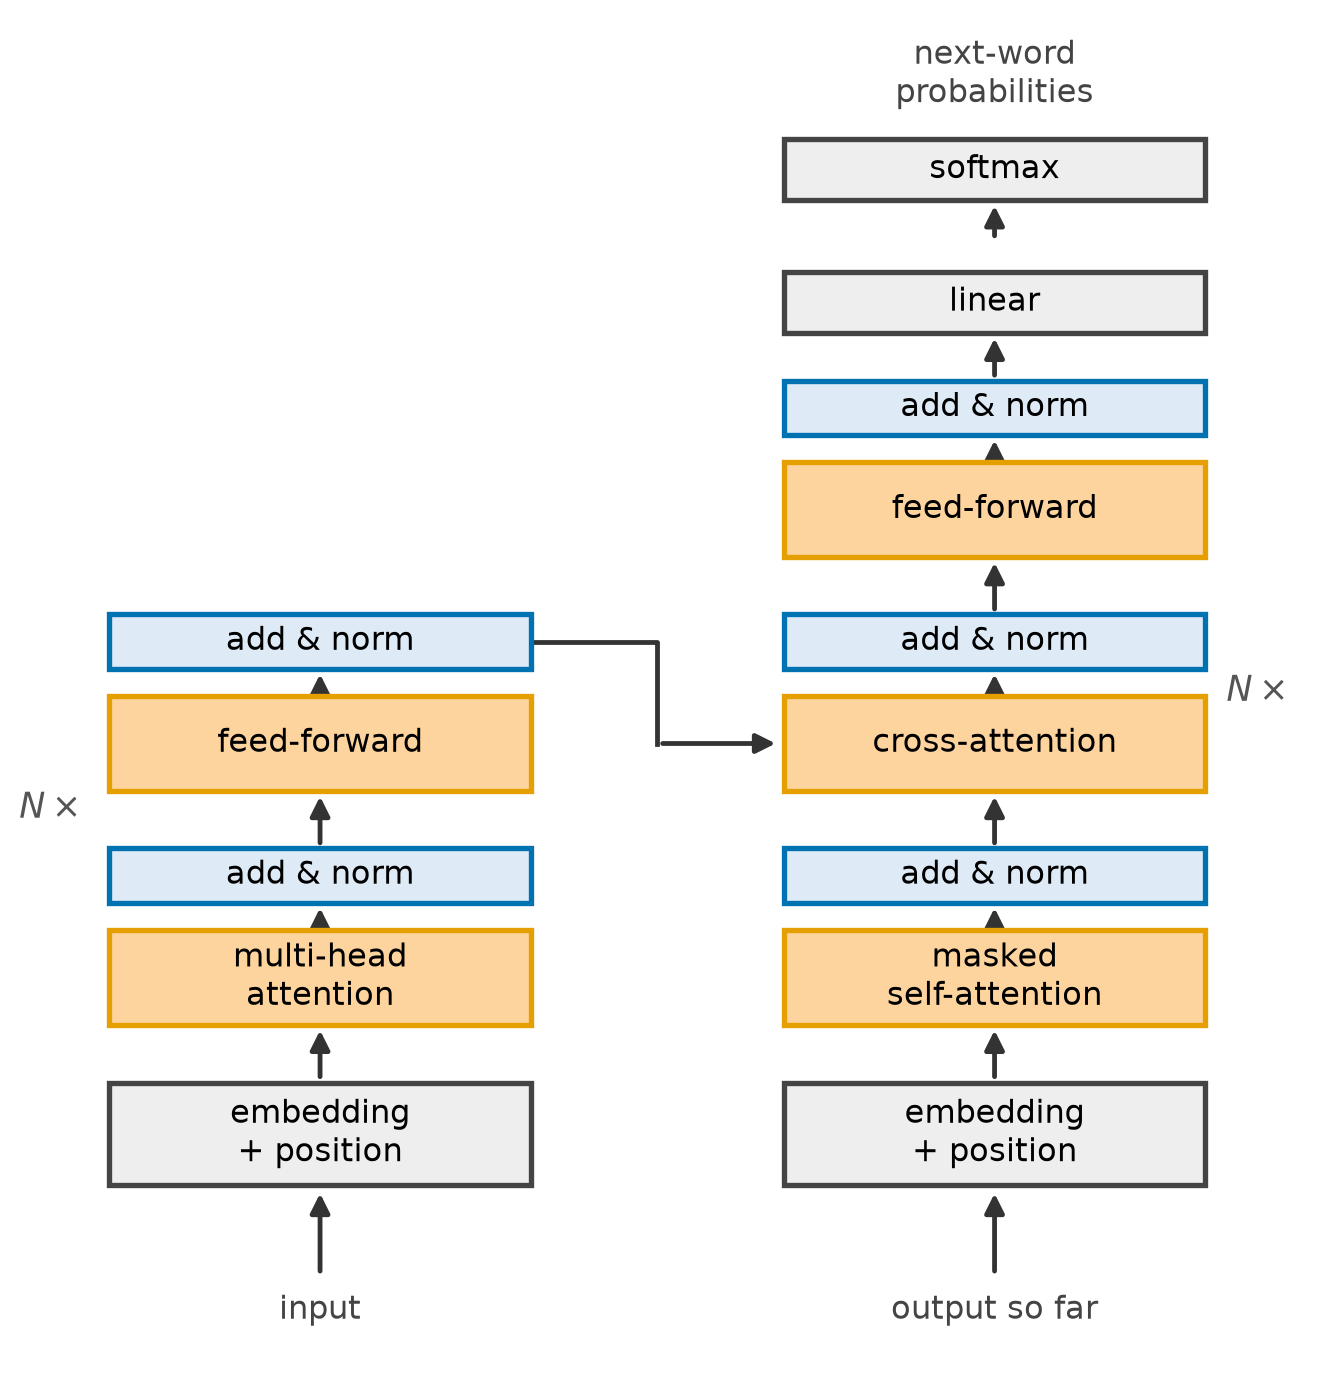 next-word
probabilities
softmax
linear
add & norm
feed-forward
add & norm
cross-attention
add & norm
masked
self-attention
embedding
+ position
output so far
N ×
add & norm
feed-forward
N ×
add & norm
multi-head
attention
embedding
+ position
input